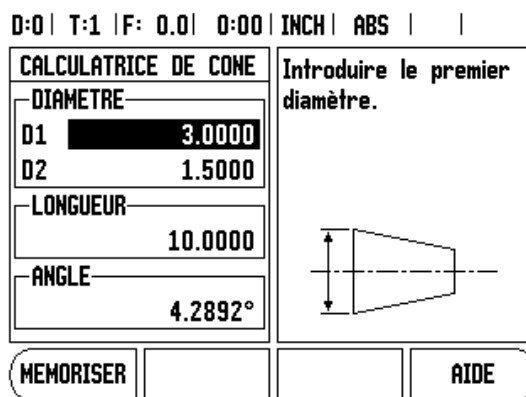 D:0 | T:1 | F: 0.0 | 0:00 | INCH | ABS | |
CALCULATRICE DE CONE
DIAMETRE
D1 3.0000
D2 1.5000
LONGUEUR
10.0000
ANGLE
4.2892°
Introduire le premier
diamètre.
MEMORISER
AIDE